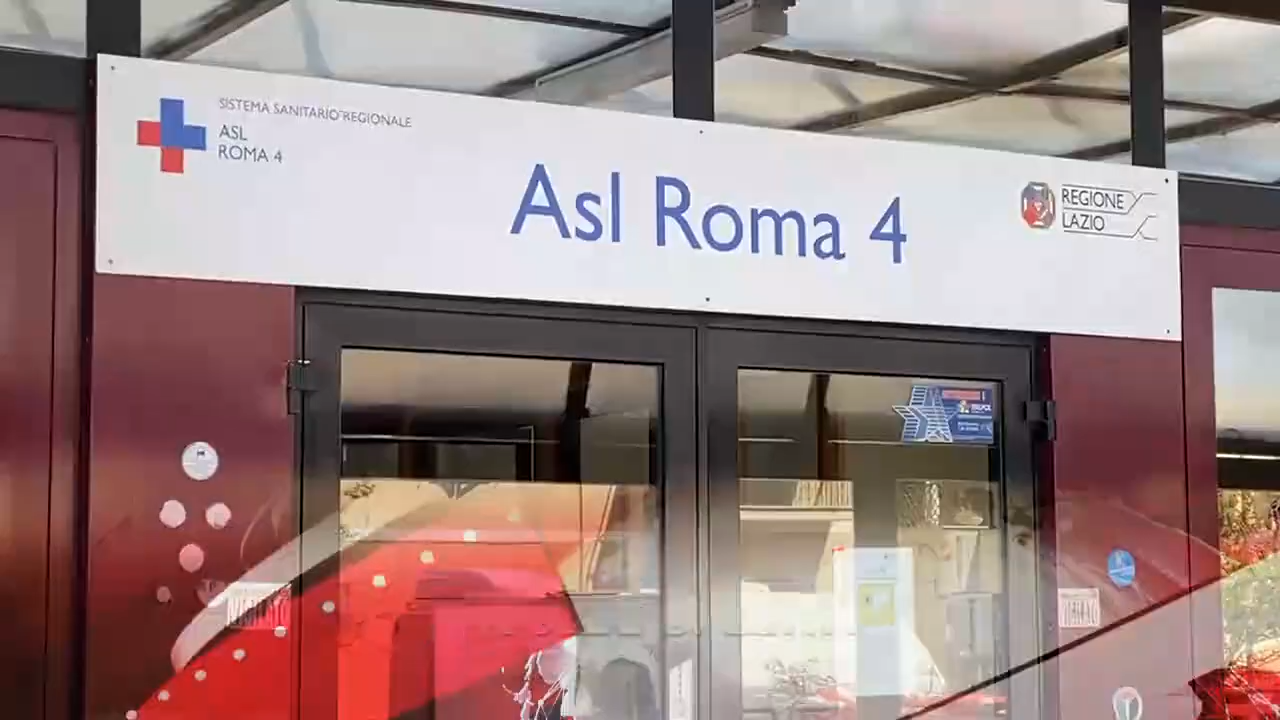 SISTEMA SANITARIO REGIONALE
ASL
ROMA 4
Asl Roma 4
REGIONE
LAZIO